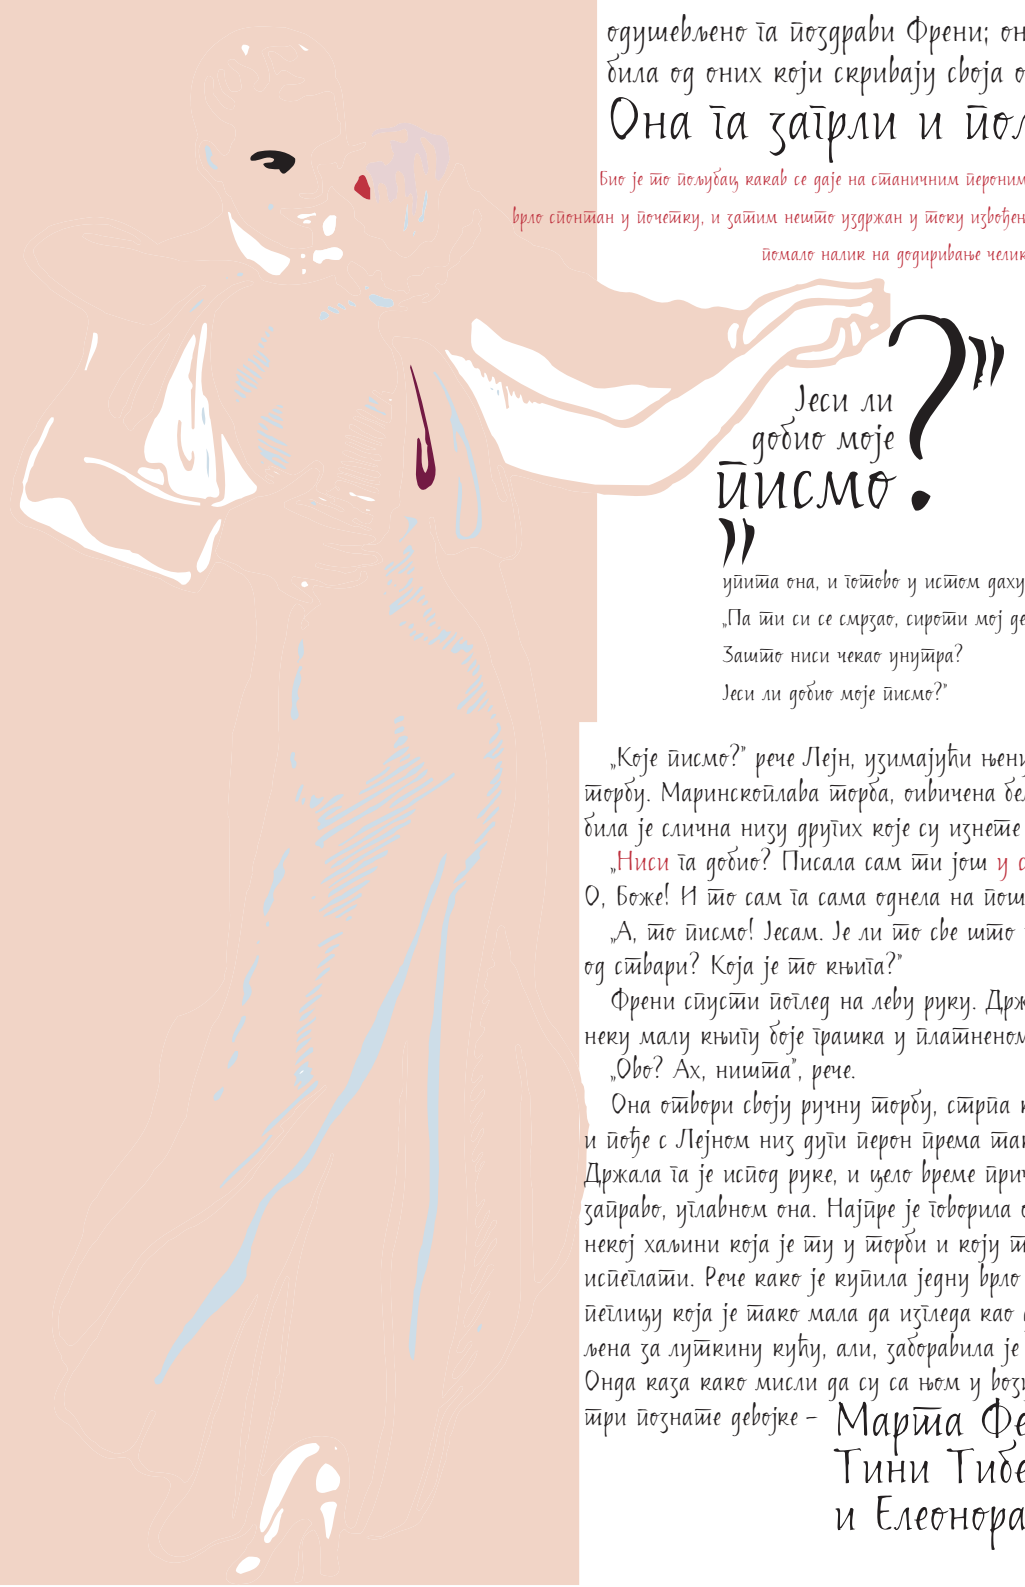 одушевљено га поздрави Френи; он
била од оних који скривају своја о
Она га загрли и пољ
Био је то пољубац какав се даје на станичним пероним
врло спонтан у почетку, и затим нешто уздржан у току извођен
помало налик на додиривање челик
?”
Јеси ли
добио моје
писмо
”
упита она, и готово у истом даху
„Па ти си се смрзао, сироти мој де
Зашто ниси чекао унутра?
Јеси ли добио моје писмо?”
„Које писмо?” рече Лејн, узимајући њену
торбу. Маринскоплава торба, оивичена бел
била је слична низу других које су изнете
„Ниси га добио? Писала сам ти још у с
О, Боже! И то сам га сама однела на пош
„А, то писмо! Јесам. Је ли то све што
од ствари? Која је то књига?”
Френи спусти поглед на леву руку. Држ
неку малу књигу боје грашка у платненом
„Ово? Ах, ништа”, рече.
Она отвори своју ручну торбу, стрпа к
и пође с Лејном низ дуги перон према так
Држала га је испод руке, и цело време прич
заправо, углавном она. Најпре је говорила о
некој хаљини која је ту у торби и коју т
испеглати. Рече како је купила једну врло
пеглицу која је тако мала да изгледа као
љена за луткину кућу, али, заборавила је
Онда каза како мисли да су са њом у возу
три познате девојке –
Марта Фе
Тини Тибе
и Елеонора